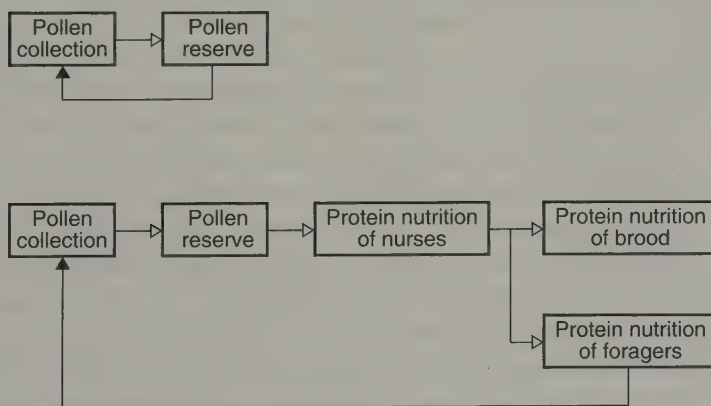 Pollen
collection
Pollen
reserve
Pollen
collection
Pollen
reserve
Protein nutrition
of nurses
Protein nutrition
of brood
Protein nutrition
of foragers